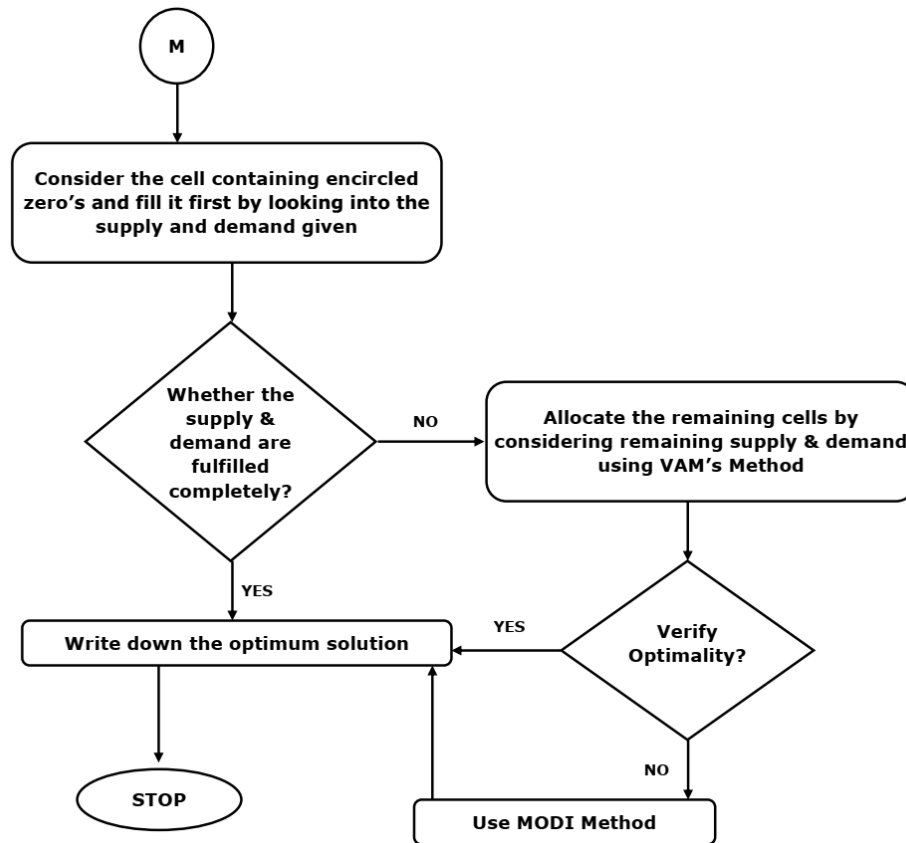 M
Consider the cell containing encircled
zero's and fill it first by looking into the
supply and demand given
Whether the
supply &
demand are
fulfilled
completely?
NO
Allocate the remaining cells by
considering remaining supply & demand
using VAM's Method
YES
Write down the optimum solution
YES
Verify
Optimality?
NO
STOP
Use MODI Method